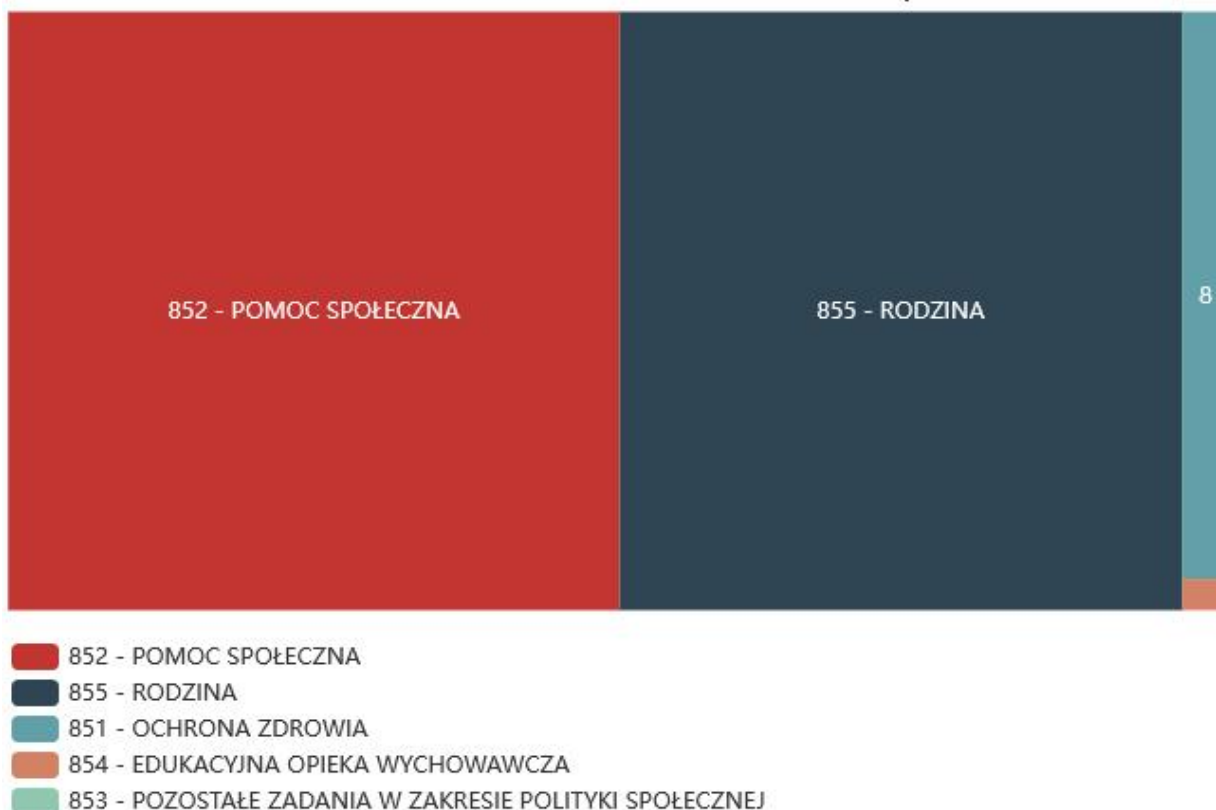 852 - POMOC SPOŁECZNA
855 - RODZINA
8
852 - POMOC SPOŁECZNA
855 - RODZINA
851 - OCHRONA ZDROWIA
854 - EDUKACYJNA OPIEKA WYCHOWAWCZA
853 - POZOSTAŁE ZADANIA W ZAKRESIE POLITYKI SPOŁECZNEJ